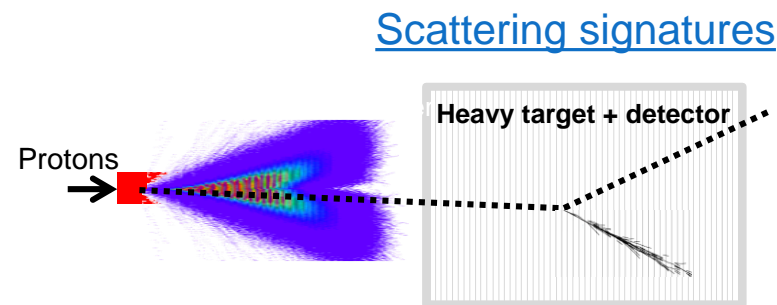 Scattering signatures
Heavy target + detector
Protons